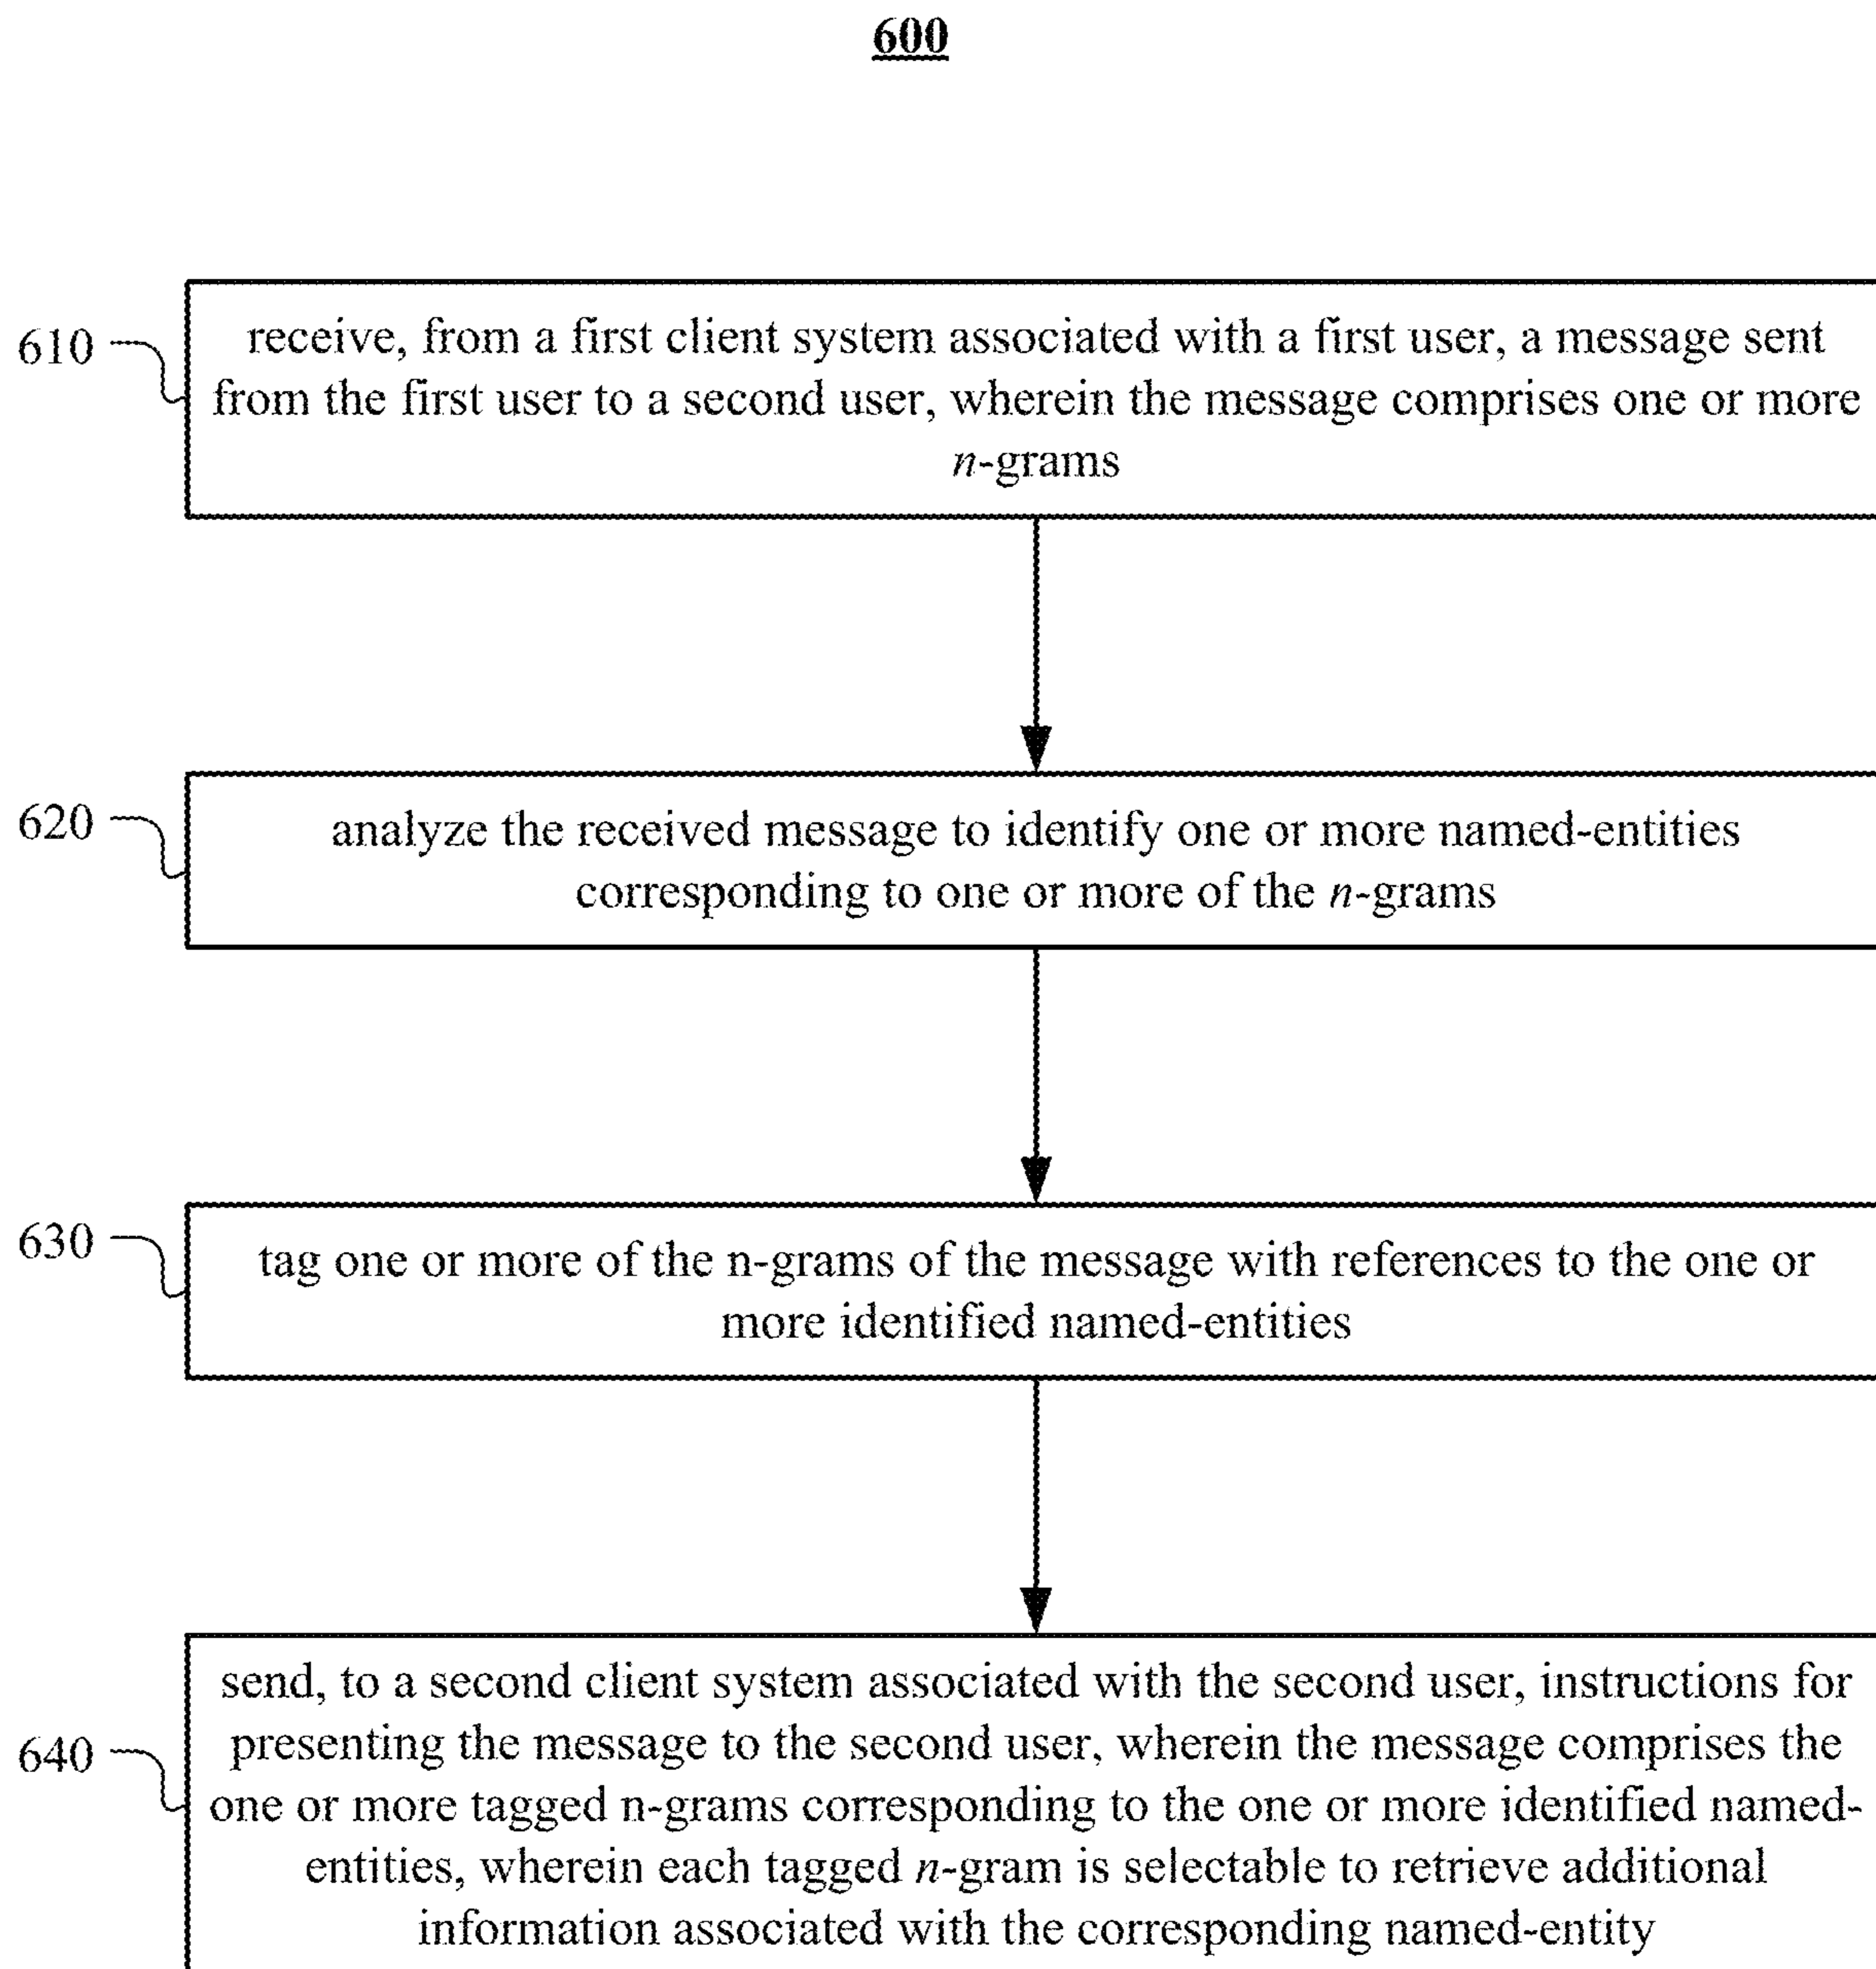 600
610
receive, from a first client system associated with a first user, a message sent
from the first user to a second user, wherein the message comprises one or more
n-grams
620
analyze the received message to identify one or more named-entities
corresponding to one or more of the n-grams
630
tag one or more of the n-grams of the message with references to the one or
more identified named-entities
640
send, to a second client system associated with the second user, instructions for
presenting the message to the second user, wherein the message comprises the
one or more tagged n-grams corresponding to the one or more identified named-
entities, wherein each tagged n-gram is selectable to retrieve additional
information associated with the corresponding named-entity